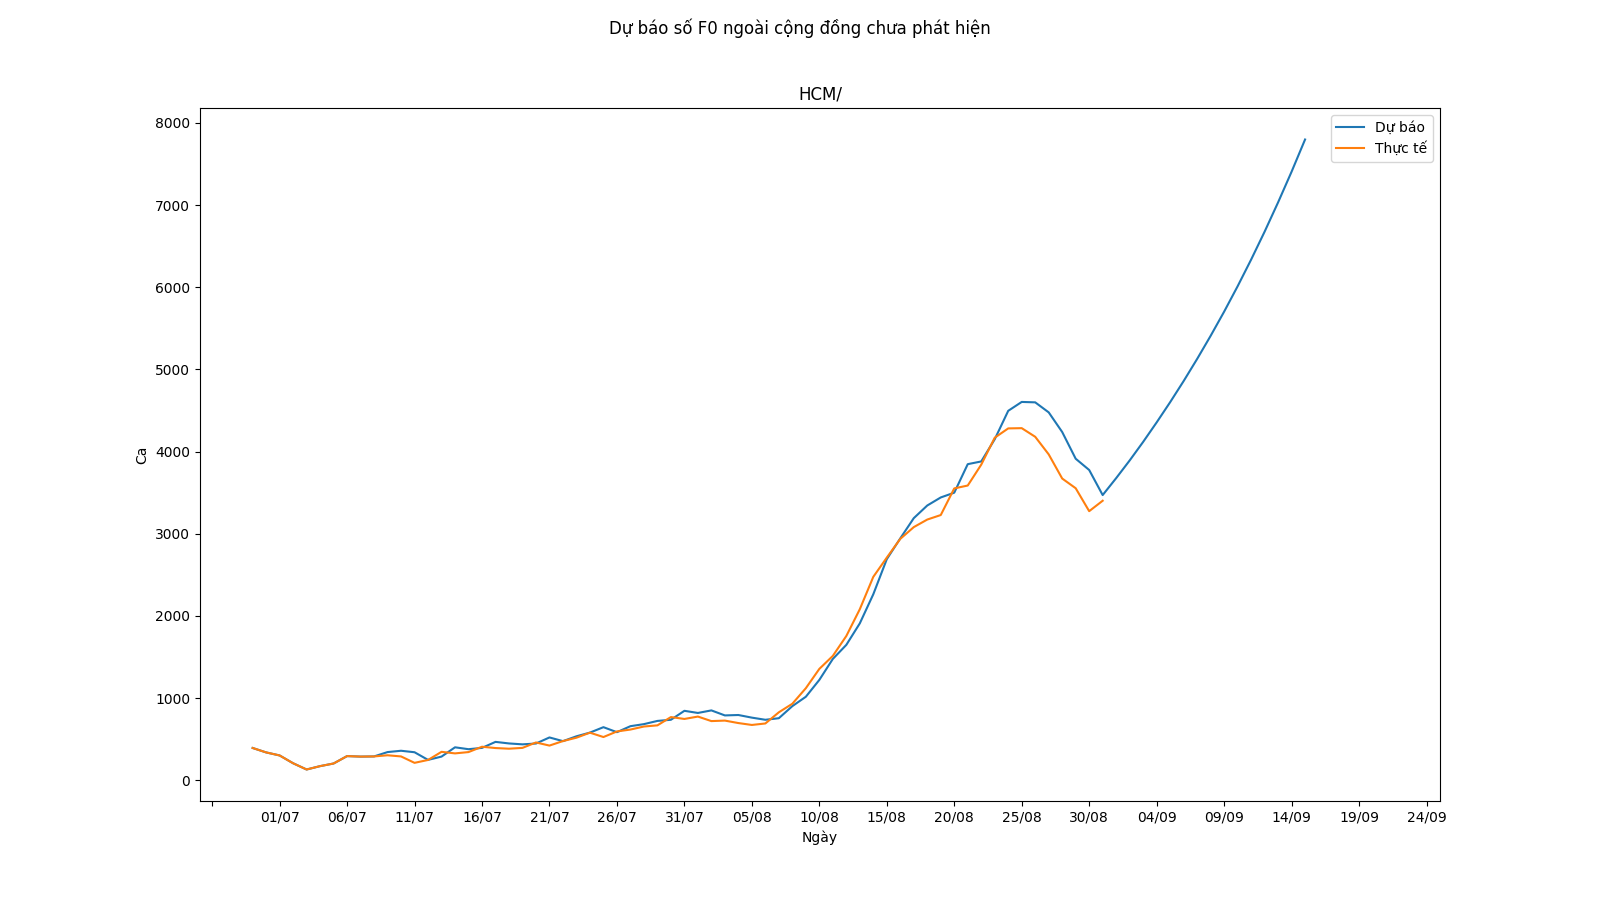 Dự báo số F0 ngoài cộng đồng chưa phát hiện
HCM/
8000
7000
6000
5000
4000
3000
2000
1000
0
Ca
Dự báo
Thực tế
01/07 06/07 11/07 16/07 21/07 26/07 31/07 05/08 10/08 15/08 20/08 25/08 30/08 04/09 09/09 14/09 19/09 24/09
Ngày